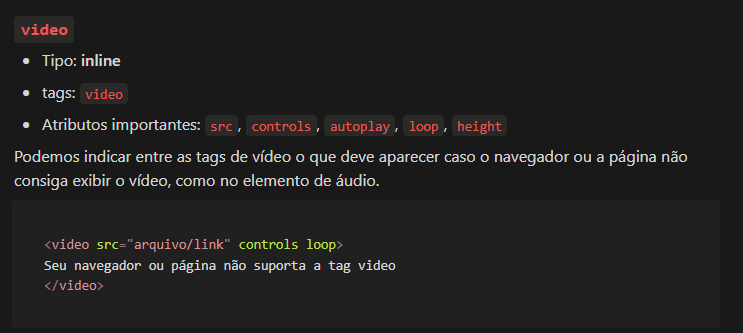 video
• Tipo: inline
• tags: video
• Atributos importantes: src, controls, autoplay, loop, height
Podemos indicar entre as tags de vídeo o que deve aparecer caso o navegador ou a página não
consiga exibir o vídeo, como no elemento de áudio.
<video src="arquivo/link" controls loop>
Seu navegador ou página não suporta a tag video
</video>